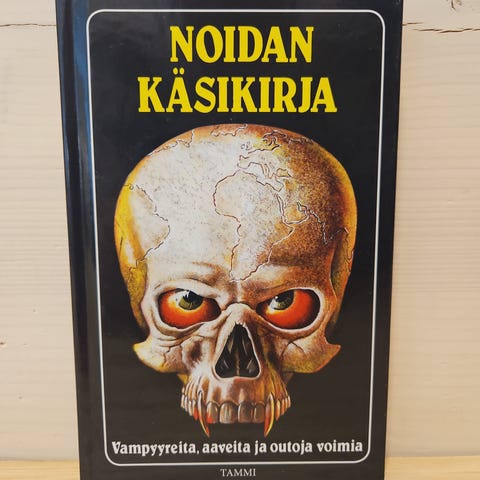 NOIDAN
KÄSIKIRJA
Vampyyreita, aaveita ja outoja voimia
TAMMI